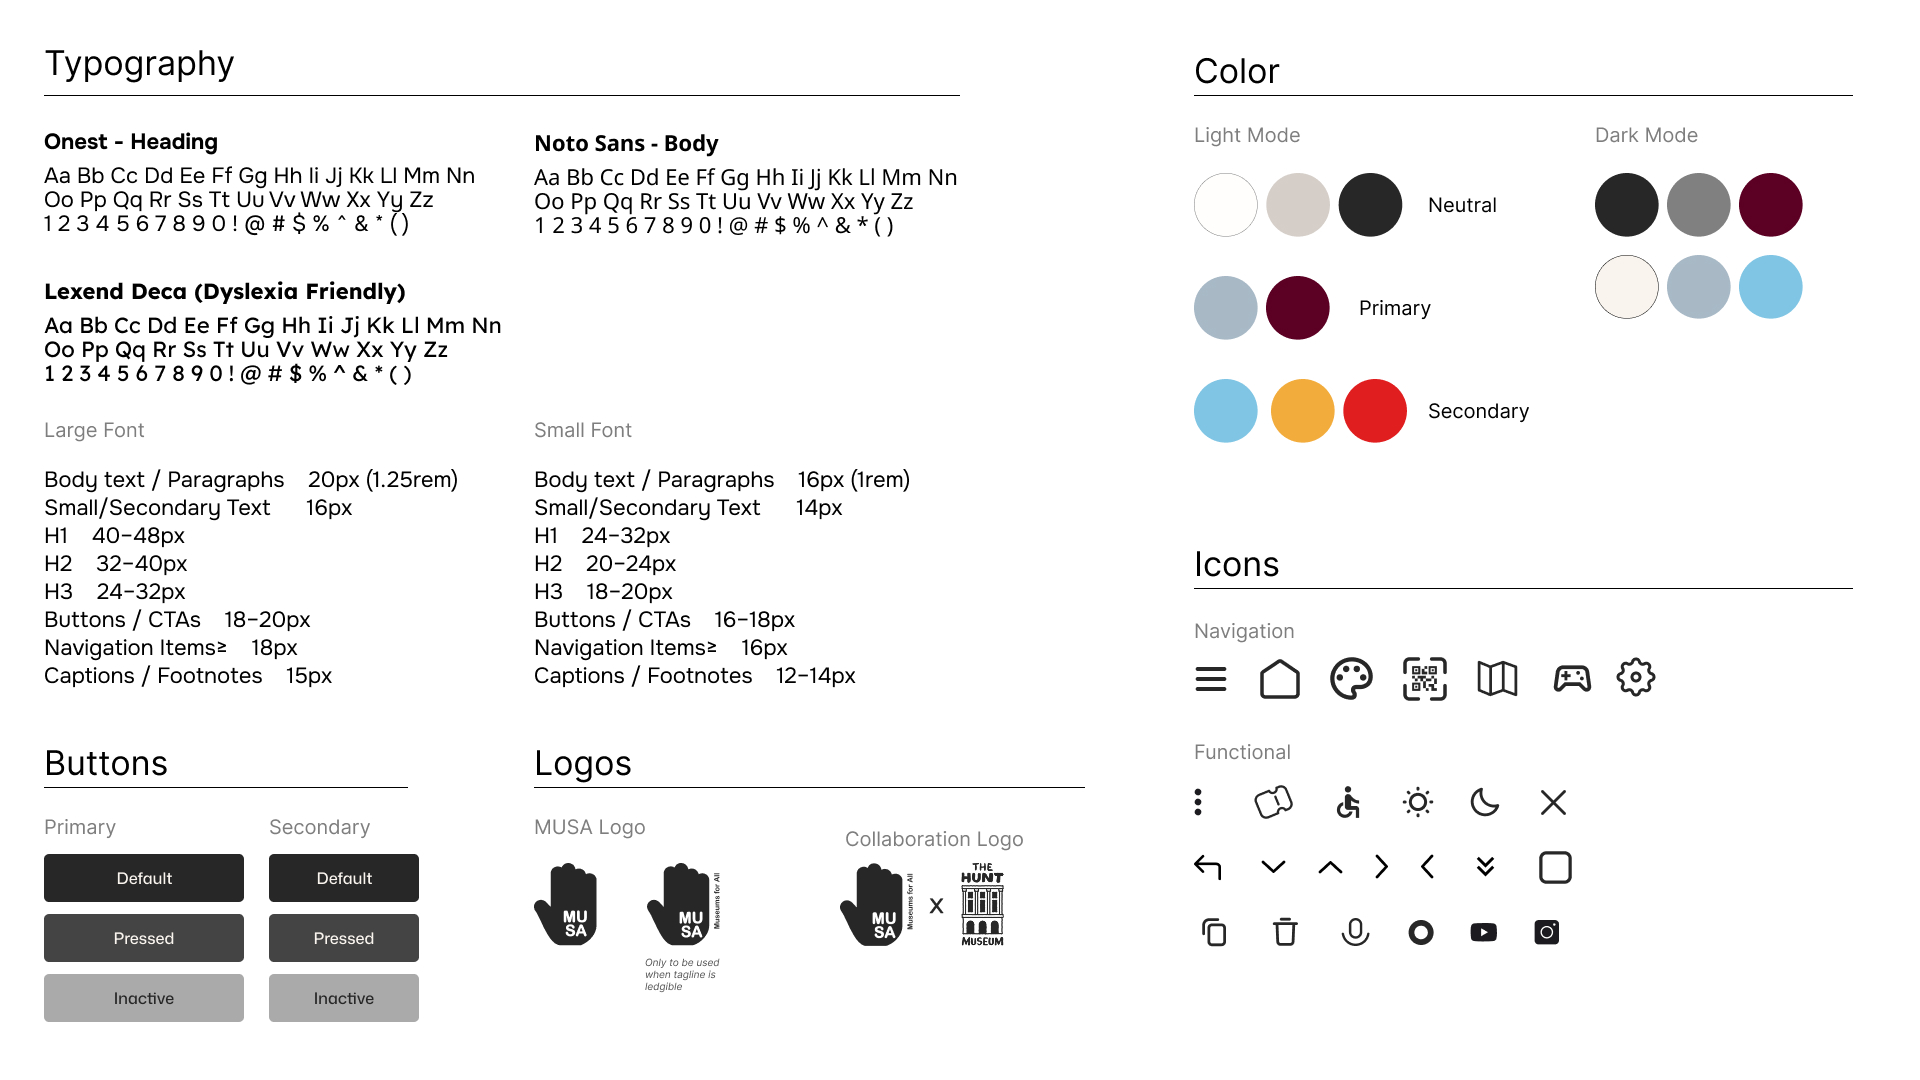 Typography
Onest - Heading
Aa Bb Cc Dd Ee Ff Gg Hh Ii Jj Kk Ll Mm Nn
Oo Pp Qq Rr Ss Tt Uu Vv Ww Xx Yy Zz
1 2 3 4 5 6 7 8 9 0 ! @ # $ % ^ & * ( )
Noto Sans - Body
Aa Bb Cc Dd Ee Ff Gg Hh Ii Jj Kk Ll Mm Nn
Oo Pp Qq Rr Ss Tt Uu Vv Ww Xx Yy Zz
1 2 3 4 5 6 7 8 9 0 ! @ # $ % ^ & * ( )
Lexend Deca (Dyslexia Friendly)
Aa Bb Cc Dd Ee Ff Gg Hh Ii Jj Kk Ll Mm Nn
Oo Pp Qq Rr Ss Tt Uu Vv Ww Xx Yy Zz
1 2 3 4 5 6 7 8 9 0 ! @ # $ % ^ & * ( )
Large Font
Body text / Paragraphs 20px (1.25rem)
Small/Secondary Text 16px
H1 40–48px
H2 32–40px
H3 24–32px
Buttons / CTAs 18–20px
Navigation Items≥ 18px
Captions / Footnotes 15px
Small Font
Body text / Paragraphs 16px (1rem)
Small/Secondary Text 14px
H1 24–32px
H2 20–24px
H3 18–20px
Buttons / CTAs 16–18px
Navigation Items≥ 16px
Captions / Footnotes 12–14px
Buttons
Primary
Default
Pressed
Inactive
Secondary
Default
Pressed
Inactive
Logos
MUSA Logo
MU
SA
MU
SA
Museums for All
Only to be used
when tagline is
ledgible
Collaboration Logo
MU
SA
Museums for All
x
THE
HUNT
MUSEUM
Color
Light Mode
Neutral
Primary
Secondary
Dark Mode
Icons
Navigation
Functional